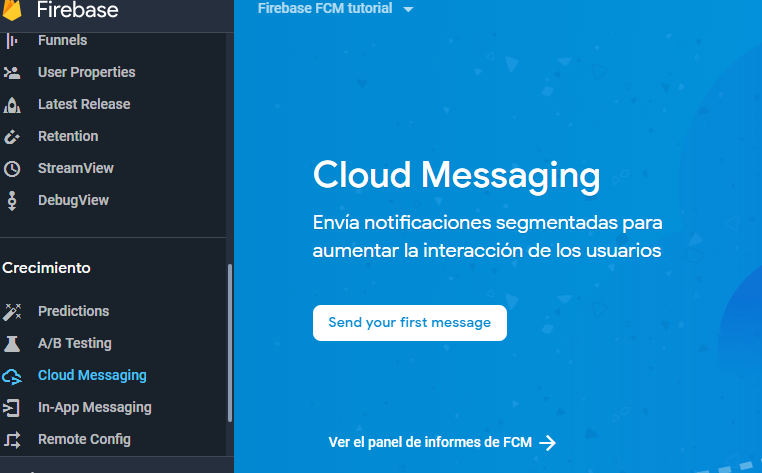 Firebase
Funnels
User Properties
Latest Release
Retention
StreamView
DebugView
Crecimiento
Predictions
A/B Testing
Cloud Messaging
In-App Messaging
Remote Config
Firebase FCM tutorial
Cloud Messaging
Envía notificaciones segmentadas para
aumentar la interacción de los usuarios
Send your first message
Ver el panel de informes de FCM